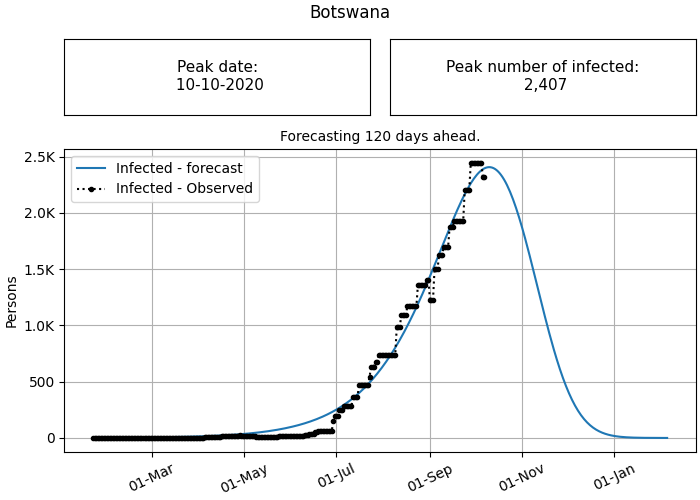 Botswana
Peak date:
10-10-2020
Peak number of infected:
2,407
Forecasting 120 days ahead.
Infected - forecast
Infected - Observed
2.5K
2.0K
1.5K
1.0K
500
0
Persons
01-Mar
01-May
01-Jul
01-Sep
01-Nov
01-Jan